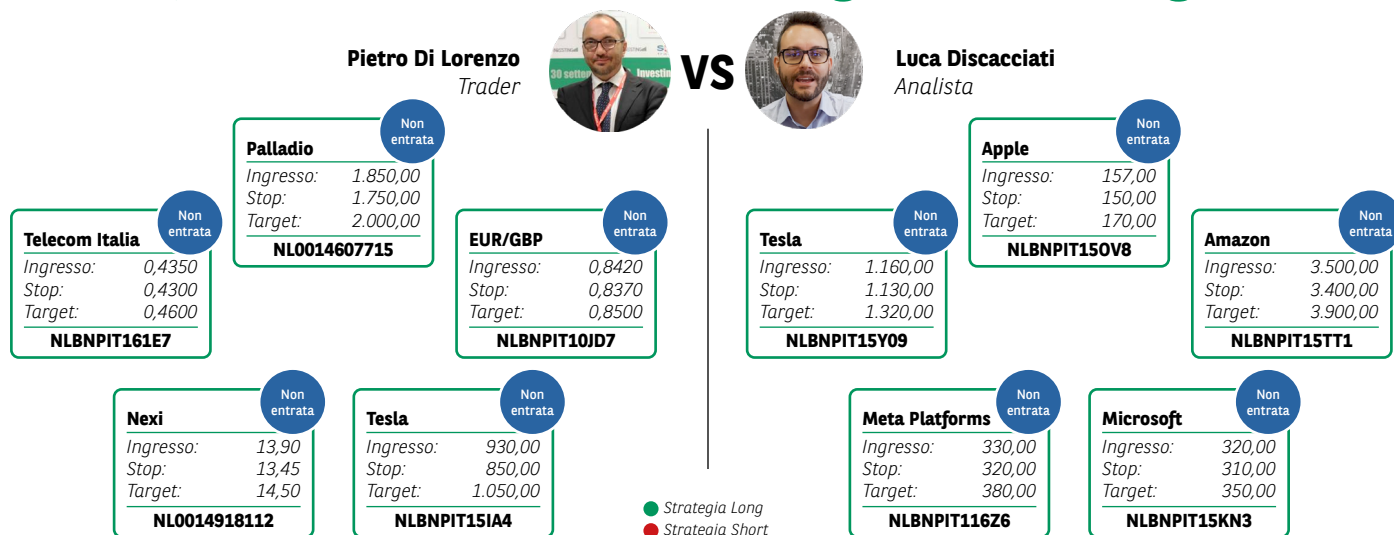 Pietro Di Lorenzo
Trader
VS
Luca Discacciati
Analista
30 settem
Investin
Non
entrata
Palladio
Ingresso: 1.850,00
Stop: 1.750,00
Target: 2.000,00
NL0014607715
Non
entrata
Telecom Italia
Ingresso: 0,4350
Stop: 0,4300
Target: 0,4600
NLBNPIT161E7
Non
entrata
EUR/GBP
Ingresso: 0,8420
Stop: 0,8370
Target: 0,8500
NLBNPIT10JD7
Non
entrata
Nexi
Ingresso: 13,90
Stop: 13,45
Target: 14,50
NL0014918112
Non
entrata
Tesla
Ingresso: 930,00
Stop: 850,00
Target: 1.050,00
NLBNPIT15IA4
Non
entrata
Apple
Ingresso: 157,00
Stop: 150,00
Target: 170,00
NLBNPIT15OV8
Non
entrata
Tesla
Ingresso: 1.160,00
Stop: 1.130,00
Target: 1.320,00
NLBNPIT15Y09
Non
entrata
Amazon
Ingresso: 3.500,00
Stop: 3.400,00
Target: 3.900,00
NLBNPIT15TT1
Non
entrata
Meta Platforms
Ingresso: 330,00
Stop: 320,00
Target: 380,00
NLBNPIT116Z6
Non
entrata
Microsoft
Ingresso: 320,00
Stop: 310,00
Target: 350,00
NLBNPIT15KN3
Strategia Long
Strategia Short